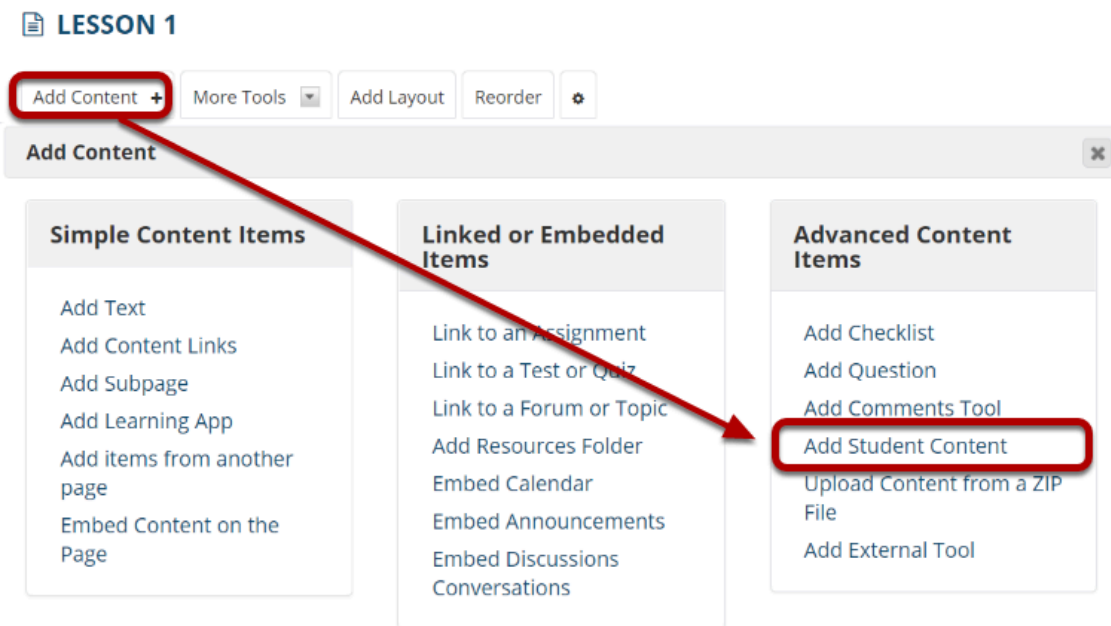 LESSON 1
Add Content +
More Tools
Add Layout
Reorder
Add Content
Simple Content Items
Add Text
Add Content Links
Add Subpage
Add Learning App
Add items from another
page
Embed Content on the
Page
Linked or Embedded
Items
Link to an Assignment
Link to a Test or Quiz
Link to a Forum or Topic
Add Resources Folder
Embed Calendar
Embed Announcements
Embed Discussions
Conversations
Advanced Content
Items
Add Checklist
Add Question
Add Comments Tool
Add Student Content
Upload Content from a ZIP
File
Add External Tool